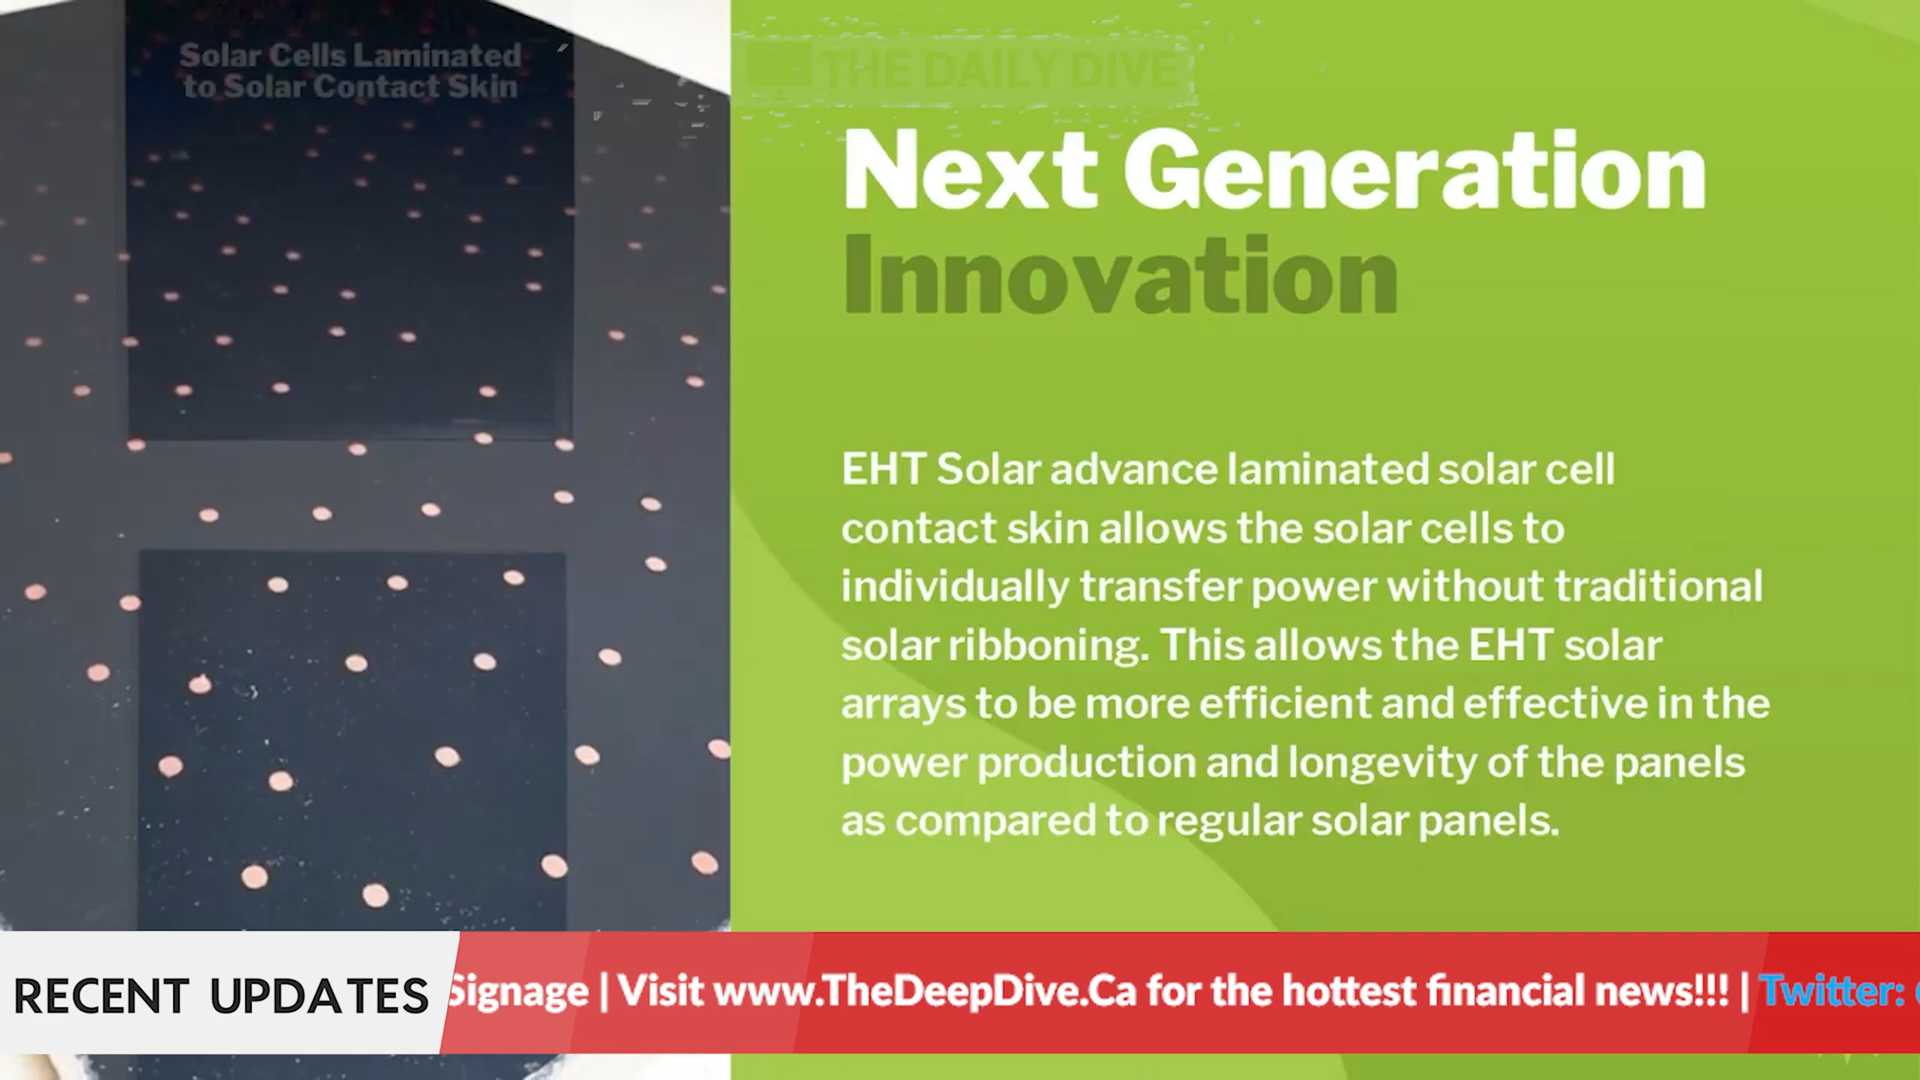 Solar Cells Laminated
to Solar Contact Skin
THE DAILY DIVE
Next Generation
Innovation
EHT Solar advance laminated solar cell
contact skin allows the solar cells to
individually transfer power without traditional
solar ribboning. This allows the EHT solar
arrays to be more efficient and effective in the
power production and longevity of the panels
as compared to regular solar panels.
RECENT UPDATES
Signage | Visit www.TheDeepDive.Ca for the hottest financial news!!! | Twitter: